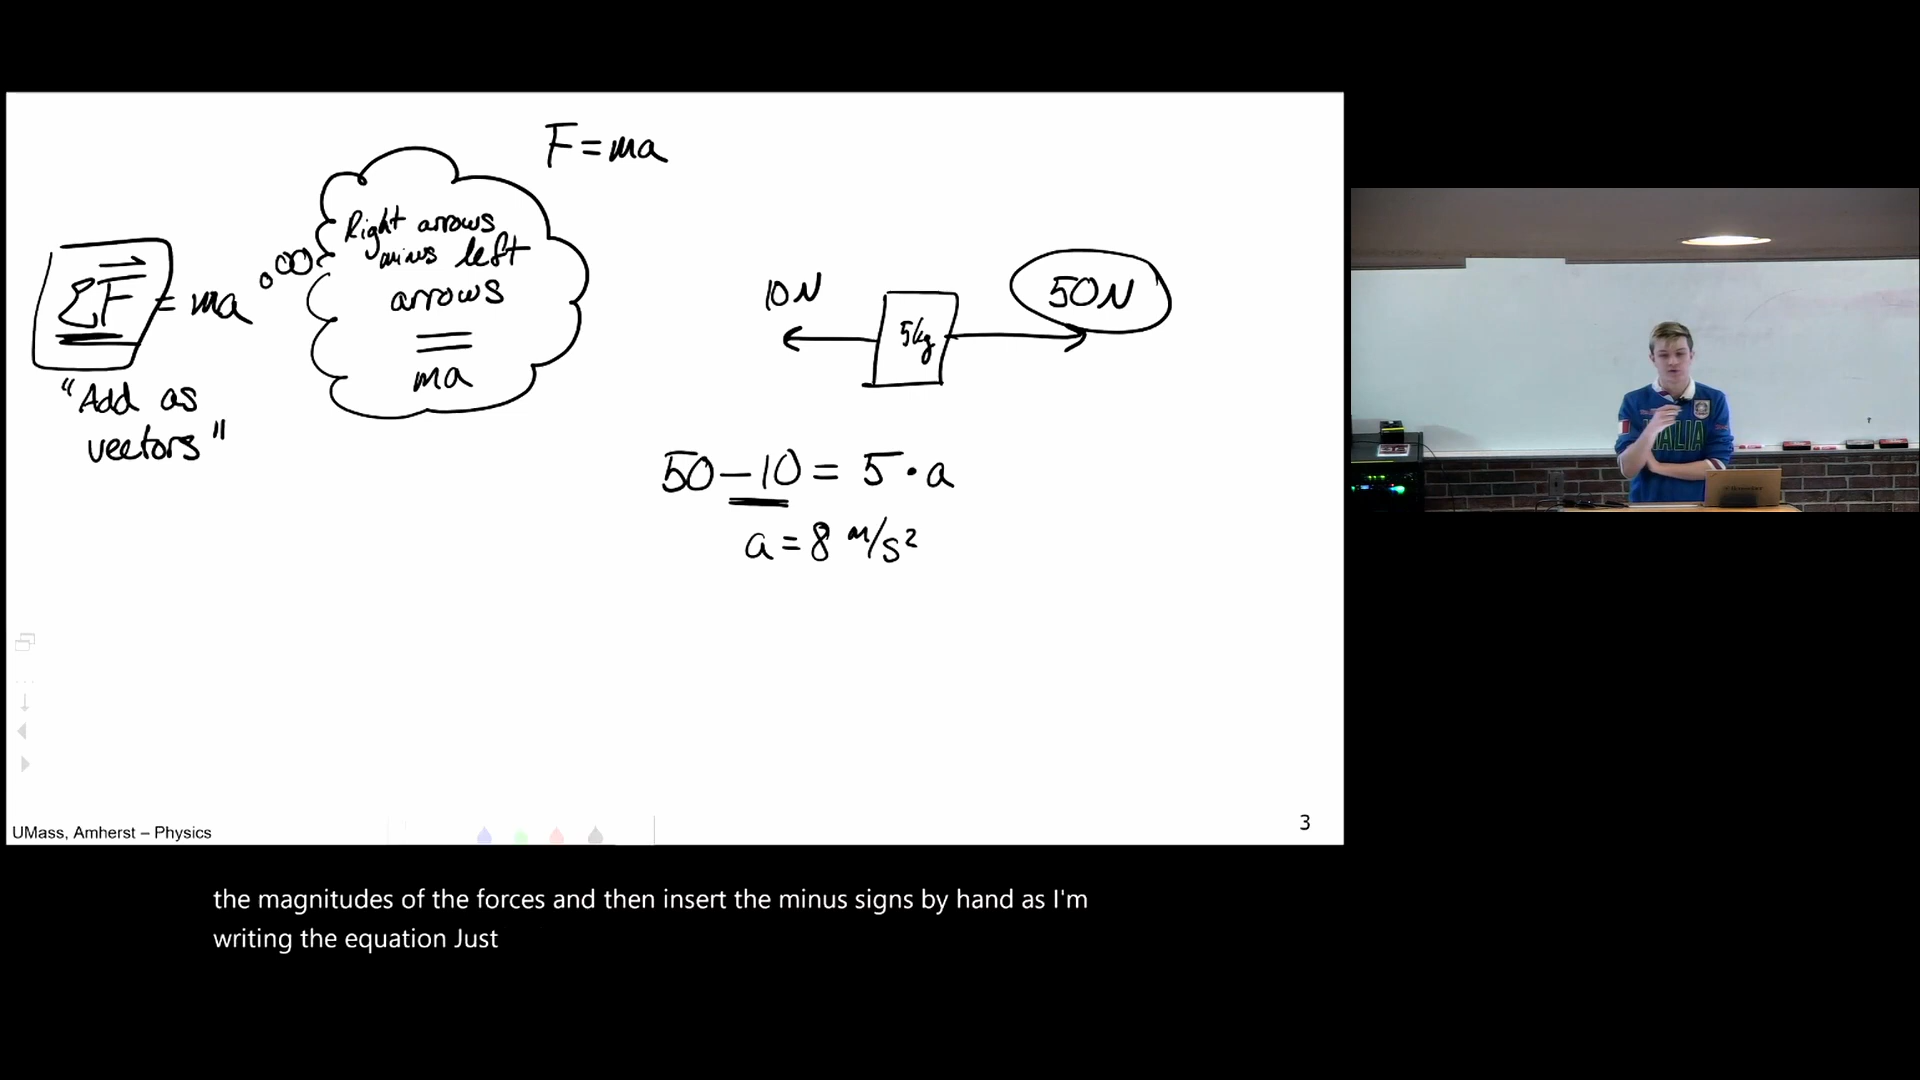 F = ma
Right arrows
minus left
arrows
=
ma
ΣF⃗ = ma
"Add as
vectors"
10N
5kg
50N
50 – 10 = 5 · a
a = 8 m/s²
UMass, Amherst – Physics
3
ITALIA
the magnitudes of the forces and then insert the minus signs by hand as I'm
writing the equation Just